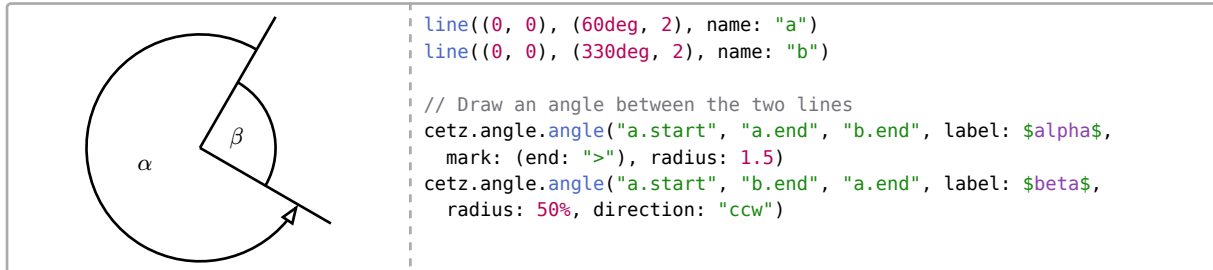 α
β
line((0, 0), (60deg, 2), name: "a")
line((0, 0), (330deg, 2), name: "b")
// Draw an angle between the two lines
cetz.angle.angle("a.start", "a.end", "b.end", label: $alpha$,
  mark: (end: ">"), radius: 1.5)
cetz.angle.angle("a.start", "b.end", "a.end", label: $beta$,
  radius: 50%, direction: "ccw")